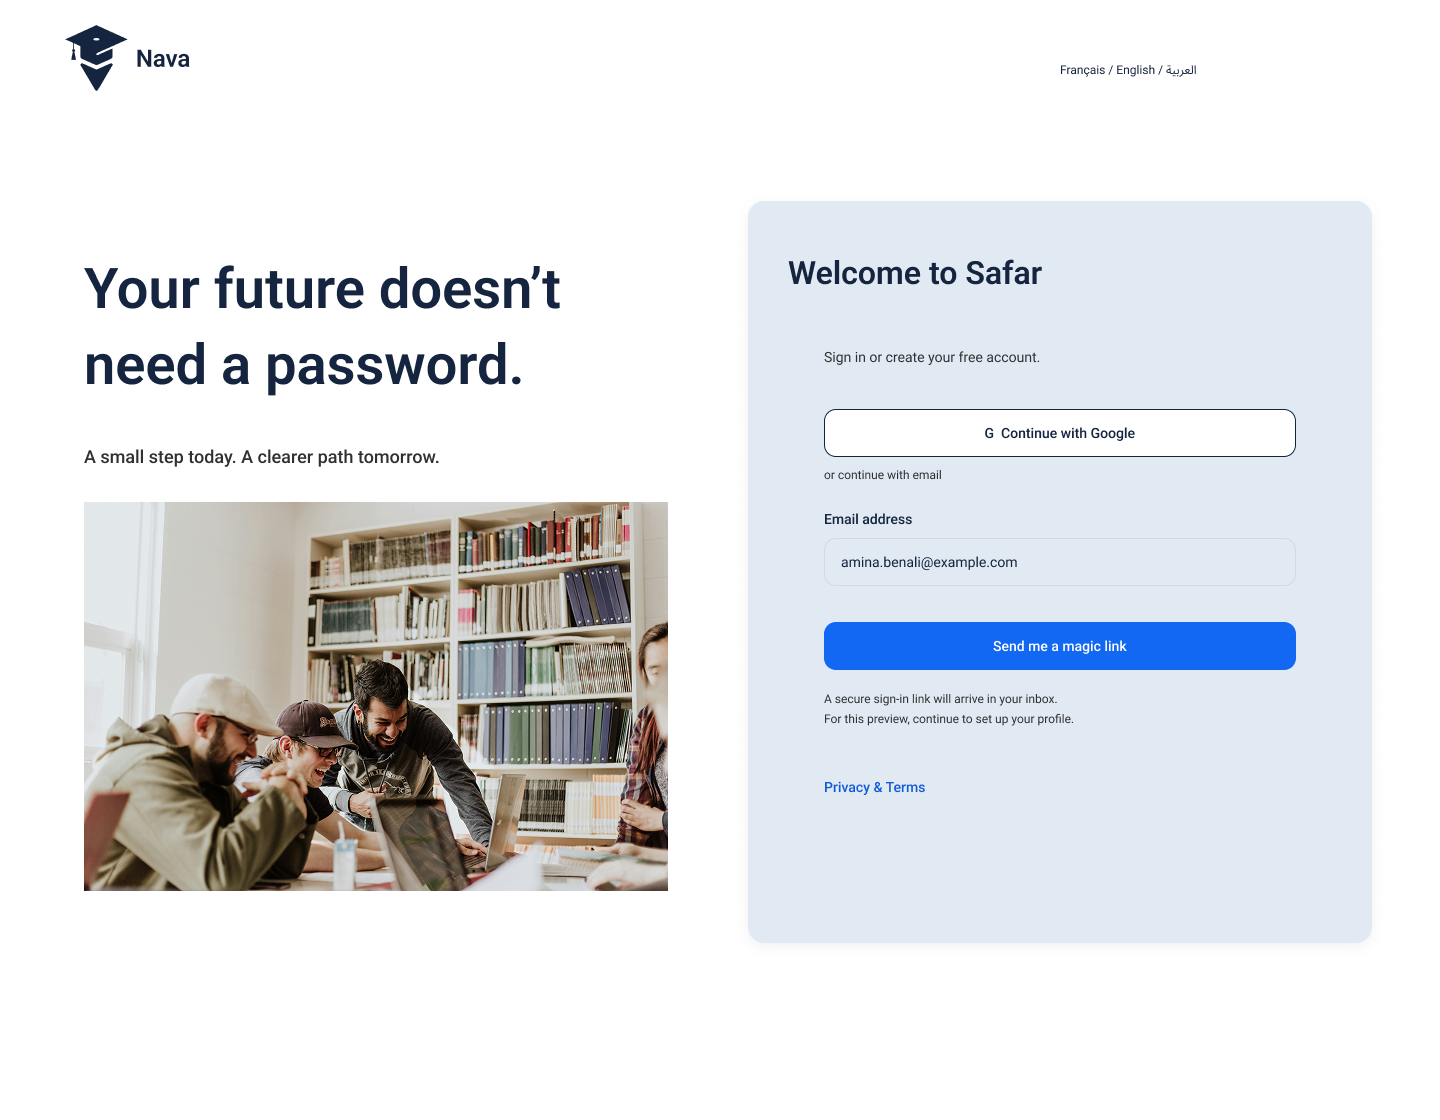 Nava
Français / English / العربية
Your future doesn’t
need a password.
A small step today. A clearer path tomorrow.
Welcome to Safar
Sign in or create your free account.
G Continue with Google
or continue with email
Email address
amina.benali@example.com
Send me a magic link
A secure sign-in link will arrive in your inbox.
For this preview, continue to set up your profile.
Privacy & Terms